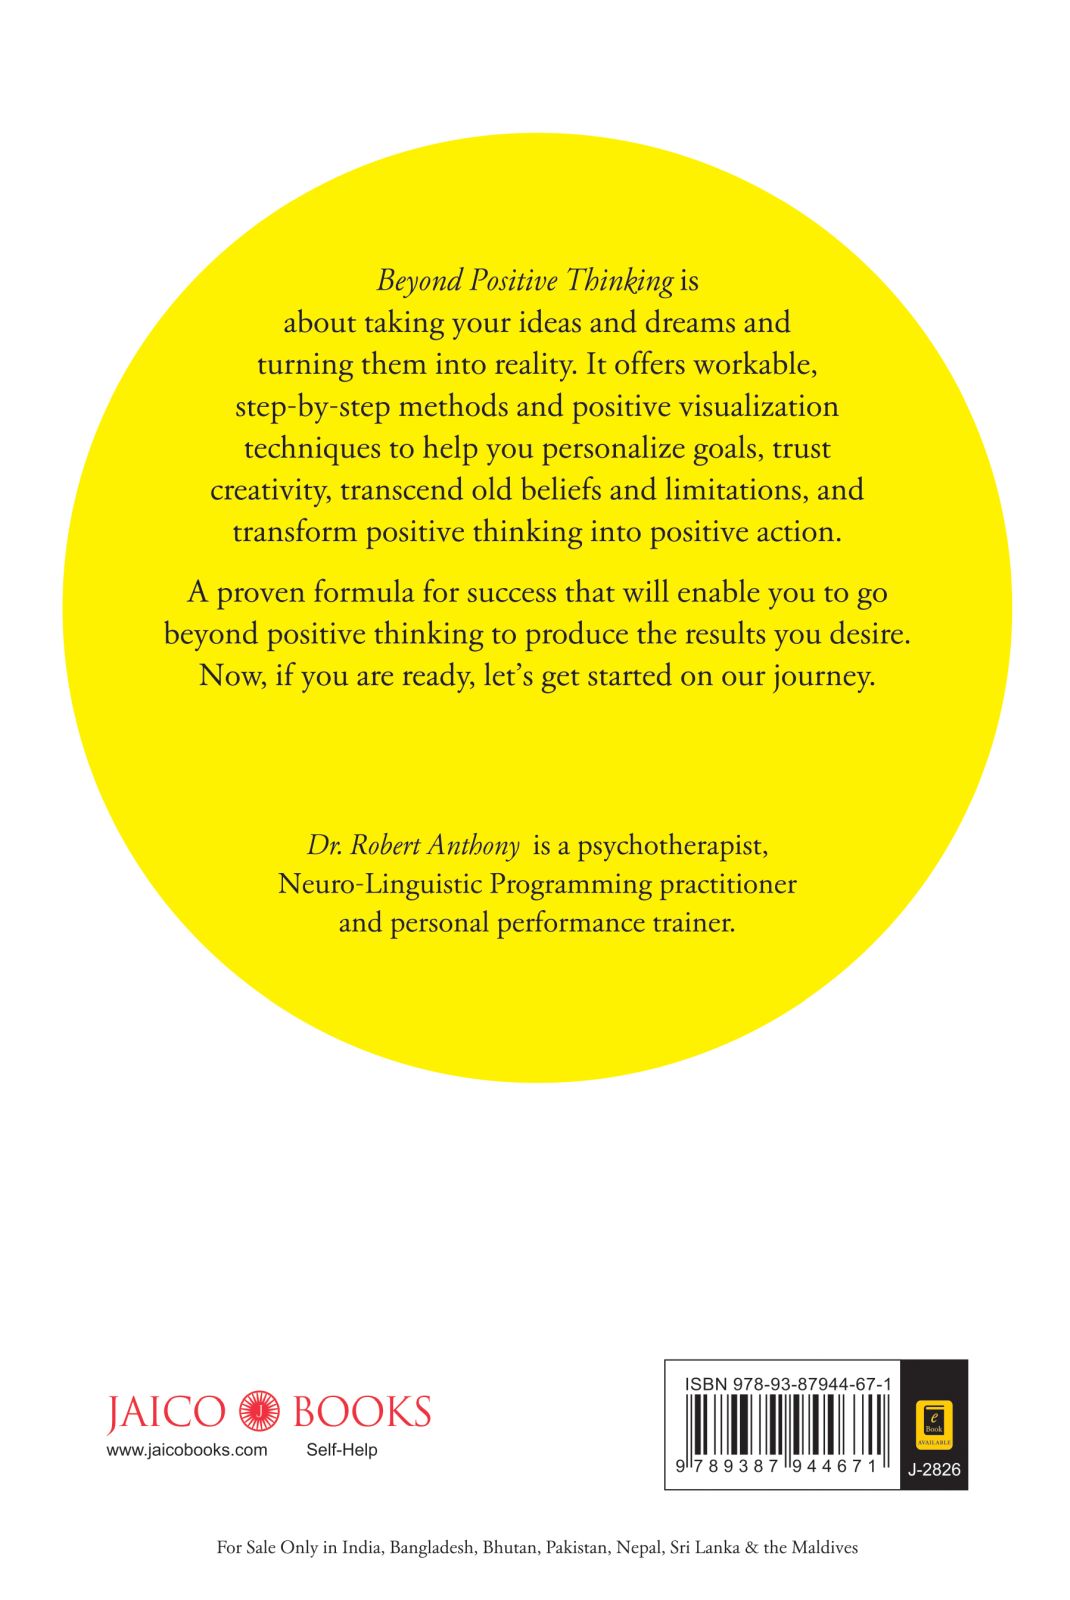 Beyond Positive Thinking is
about taking your ideas and dreams and
turning them into reality. It offers workable,
step-by-step methods and positive visualization
techniques to help you personalize goals, trust
creativity, transcend old beliefs and limitations, and
transform positive thinking into positive action.
A proven formula for success that will enable you to go
beyond positive thinking to produce the results you desire.
Now, if you are ready, let’s get started on our journey.
Dr. Robert Anthony is a psychotherapist,
Neuro-Linguistic Programming practitioner
and personal performance trainer.
JAICO J BOOKS
www.jaicobooks.com Self-Help
ISBN 978-93-87944-67-1
9 789387 944671
e
Book
AVAILABLE
J-2826
For Sale Only in India, Bangladesh, Bhutan, Pakistan, Nepal, Sri Lanka & the Maldives